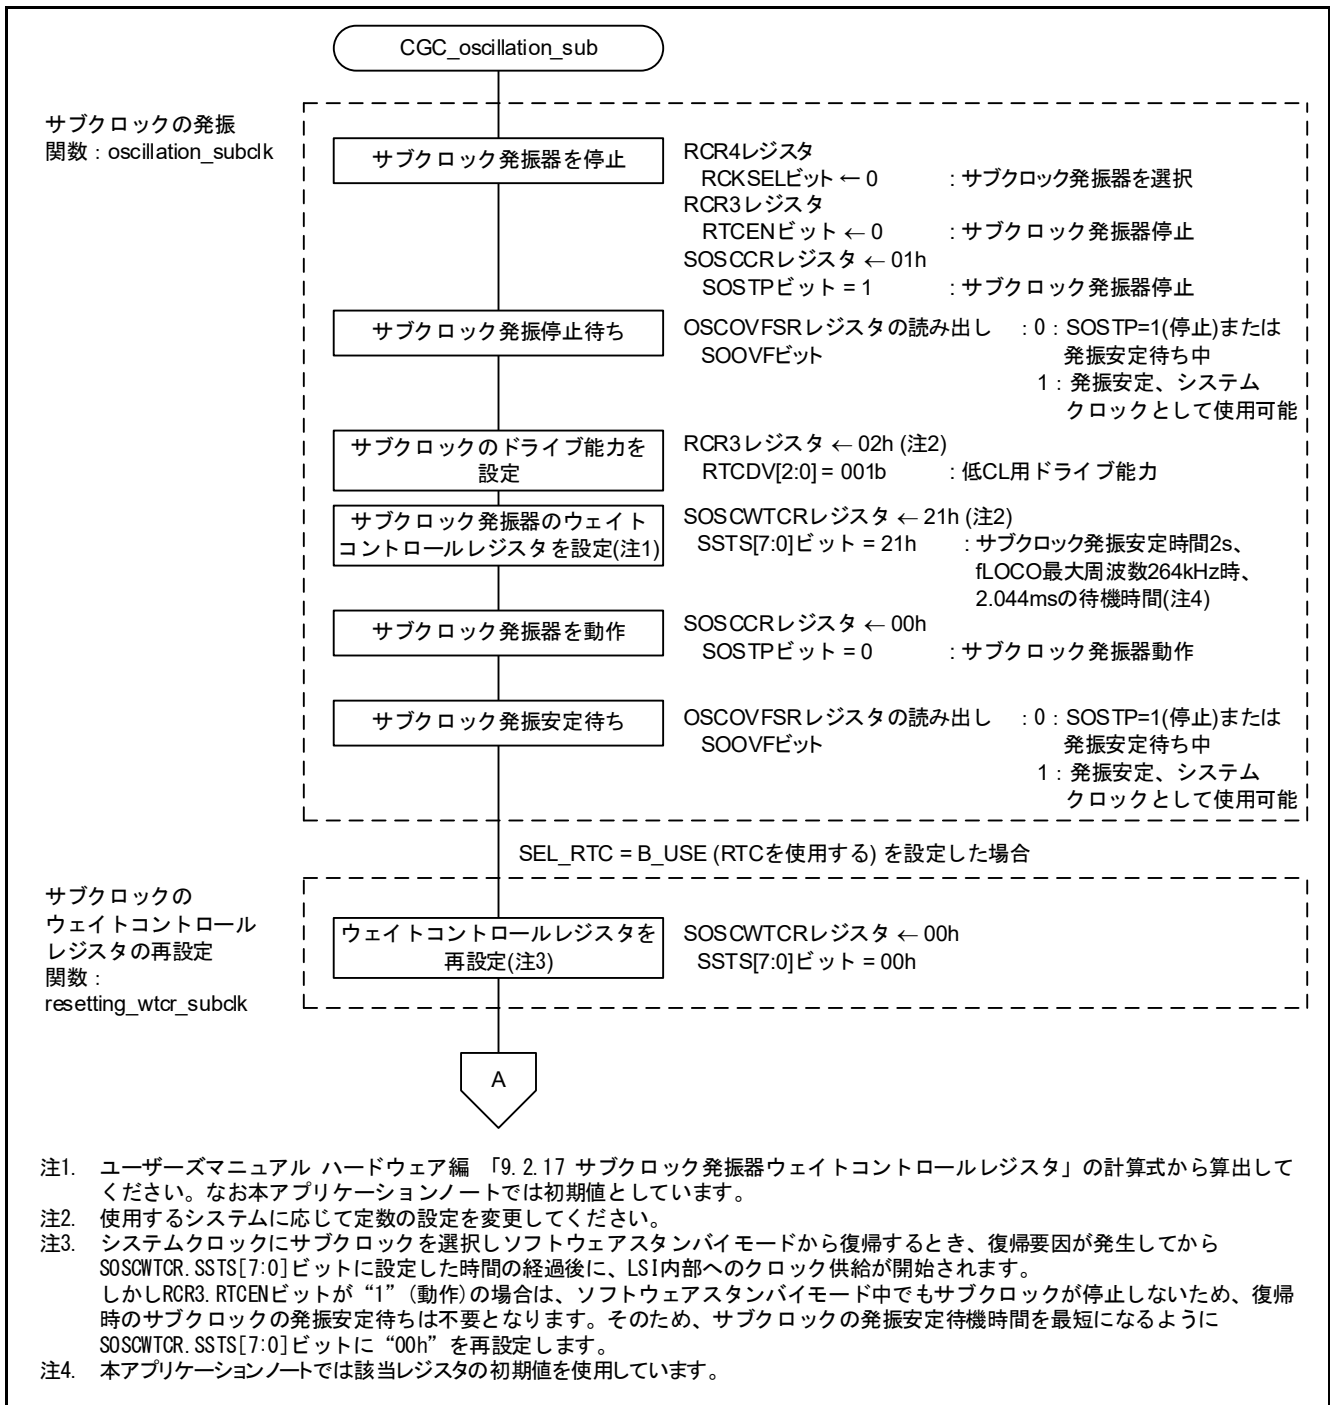 CGC_oscillation_sub
サブクロックの発振
関数：oscillation_subclk
サブクロック発振器を停止
RCR4レジスタ
RCKSELビット ← 0 : サブクロック発振器を選択
RCR3レジスタ
RTCENビット ← 0 : サブクロック発振器停止
SOSCCRレジスタ ← 01h
SOSTPビット = 1 : サブクロック発振器停止
サブクロック発振停止待ち
OSCOVFSRレジスタの読み出し : 0 : SOSTP=1(停止)または
SOOVFビット 発振安定待ち中
1 : 発振安定、システム
クロックとして使用可能
サブクロックのドライブ能力を
設定
RCR3レジスタ ← 02h (注2)
RTCDV[2:0] = 001b : 低CL用ドライブ能力
サブクロック発振器のウェイト
コントロールレジスタを設定(注1)
SOSCWTCRレジスタ ← 21h (注2)
SSTS[7:0]ビット = 21h : サブクロック発振安定時間2s、
fLOCO最大周波数264kHz時、
2.044msの待機時間(注4)
サブクロック発振器を動作
SOSCCRレジスタ ← 00h
SOSTPビット = 0 : サブクロック発振器動作
サブクロック発振安定待ち
OSCOVFSRレジスタの読み出し : 0 : SOSTP=1(停止)または
SOOVFビット 発振安定待ち中
1 : 発振安定、システム
クロックとして使用可能
SEL_RTC = B_USE (RTCを使用する) を設定した場合
サブクロックの
ウェイトコントロール
レジスタの再設定
関数：
resetting_wtcr_subclk
ウェイトコントロールレジスタを
再設定(注3)
SOSCWTCRレジスタ ← 00h
SSTS[7:0]ビット = 00h
A
注1. ユーザーズマニュアル ハードウェア編 「9.2.17 サブクロック発振器ウェイトコントロールレジスタ」の計算式から算出して
ください。なお本アプリケーションノートでは初期値としています。
注2. 使用するシステムに応じて定数の設定を変更してください。
注3. システムクロックにサブクロックを選択しソフトウェアスタンバイモードから復帰するとき、復帰要因が発生してから
SOSCWTCR.SSTS[7:0]ビットに設定した時間の経過後に、LSI内部へのクロック供給が開始されます。
しかしRCR3.RTCENビットが“1”(動作)の場合は、ソフトウェアスタンバイモード中でもサブクロックが停止しないため、復帰
時のサブクロックの発振安定待ちは不要となります。そのため、サブクロックの発振安定待機時間を最短になるように
SOSCWTCR.SSTS[7:0]ビットに“00h”を再設定します。
注4. 本アプリケーションノートでは該当レジスタの初期値を使用しています。